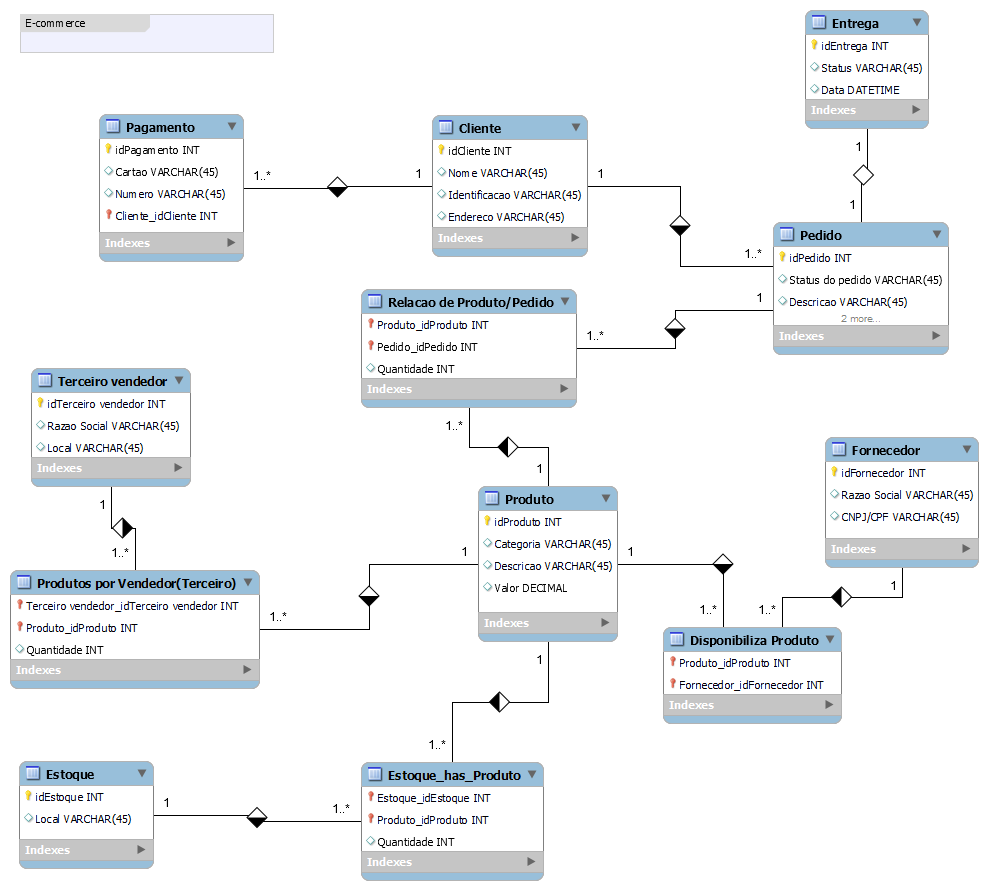 E-commerce
Entrega
idEntrega INT
Status VARCHAR(45)
Data DATETIME
Indexes
Pagamento
idPagamento INT
Cartao VARCHAR(45)
Numero VARCHAR(45)
Cliente_idCliente INT
Indexes
1..*
1
Cliente
idCliente INT
Nome VARCHAR(45)
Identificacao VARCHAR(45)
Endereco VARCHAR(45)
Indexes
1
1..*
1
1
Pedido
idPedido INT
Status do pedido VARCHAR(45)
Descricao VARCHAR(45)
2 more...
Indexes
1
1..*
Relacao de Produto/Pedido
Produto_idProduto INT
Pedido_idPedido INT
Quantidade INT
Indexes
1..*
1
Terceiro vendedor
idTerceiro vendedor INT
Razao Social VARCHAR(45)
Local VARCHAR(45)
Indexes
1
1..*
Fornecedor
idFornecedor INT
Razao Social VARCHAR(45)
CNPJ/CPF VARCHAR(45)
Indexes
1
1..*
Produto
idProduto INT
Categoria VARCHAR(45)
Descricao VARCHAR(45)
Valor DECIMAL
Indexes
1
1..*
1
1..*
1
1..*
Produtos por Vendedor(Terceiro)
Terceiro vendedor_idTerceiro vendedor INT
Produto_idProduto INT
Quantidade INT
Indexes
Disponibiliza Produto
Produto_idProduto INT
Fornecedor_idFornecedor INT
Indexes
Estoque
idEstoque INT
Local VARCHAR(45)
Indexes
1
1..*
Estoque_has_Produto
Estoque_idEstoque INT
Produto_idProduto INT
Quantidade INT
Indexes